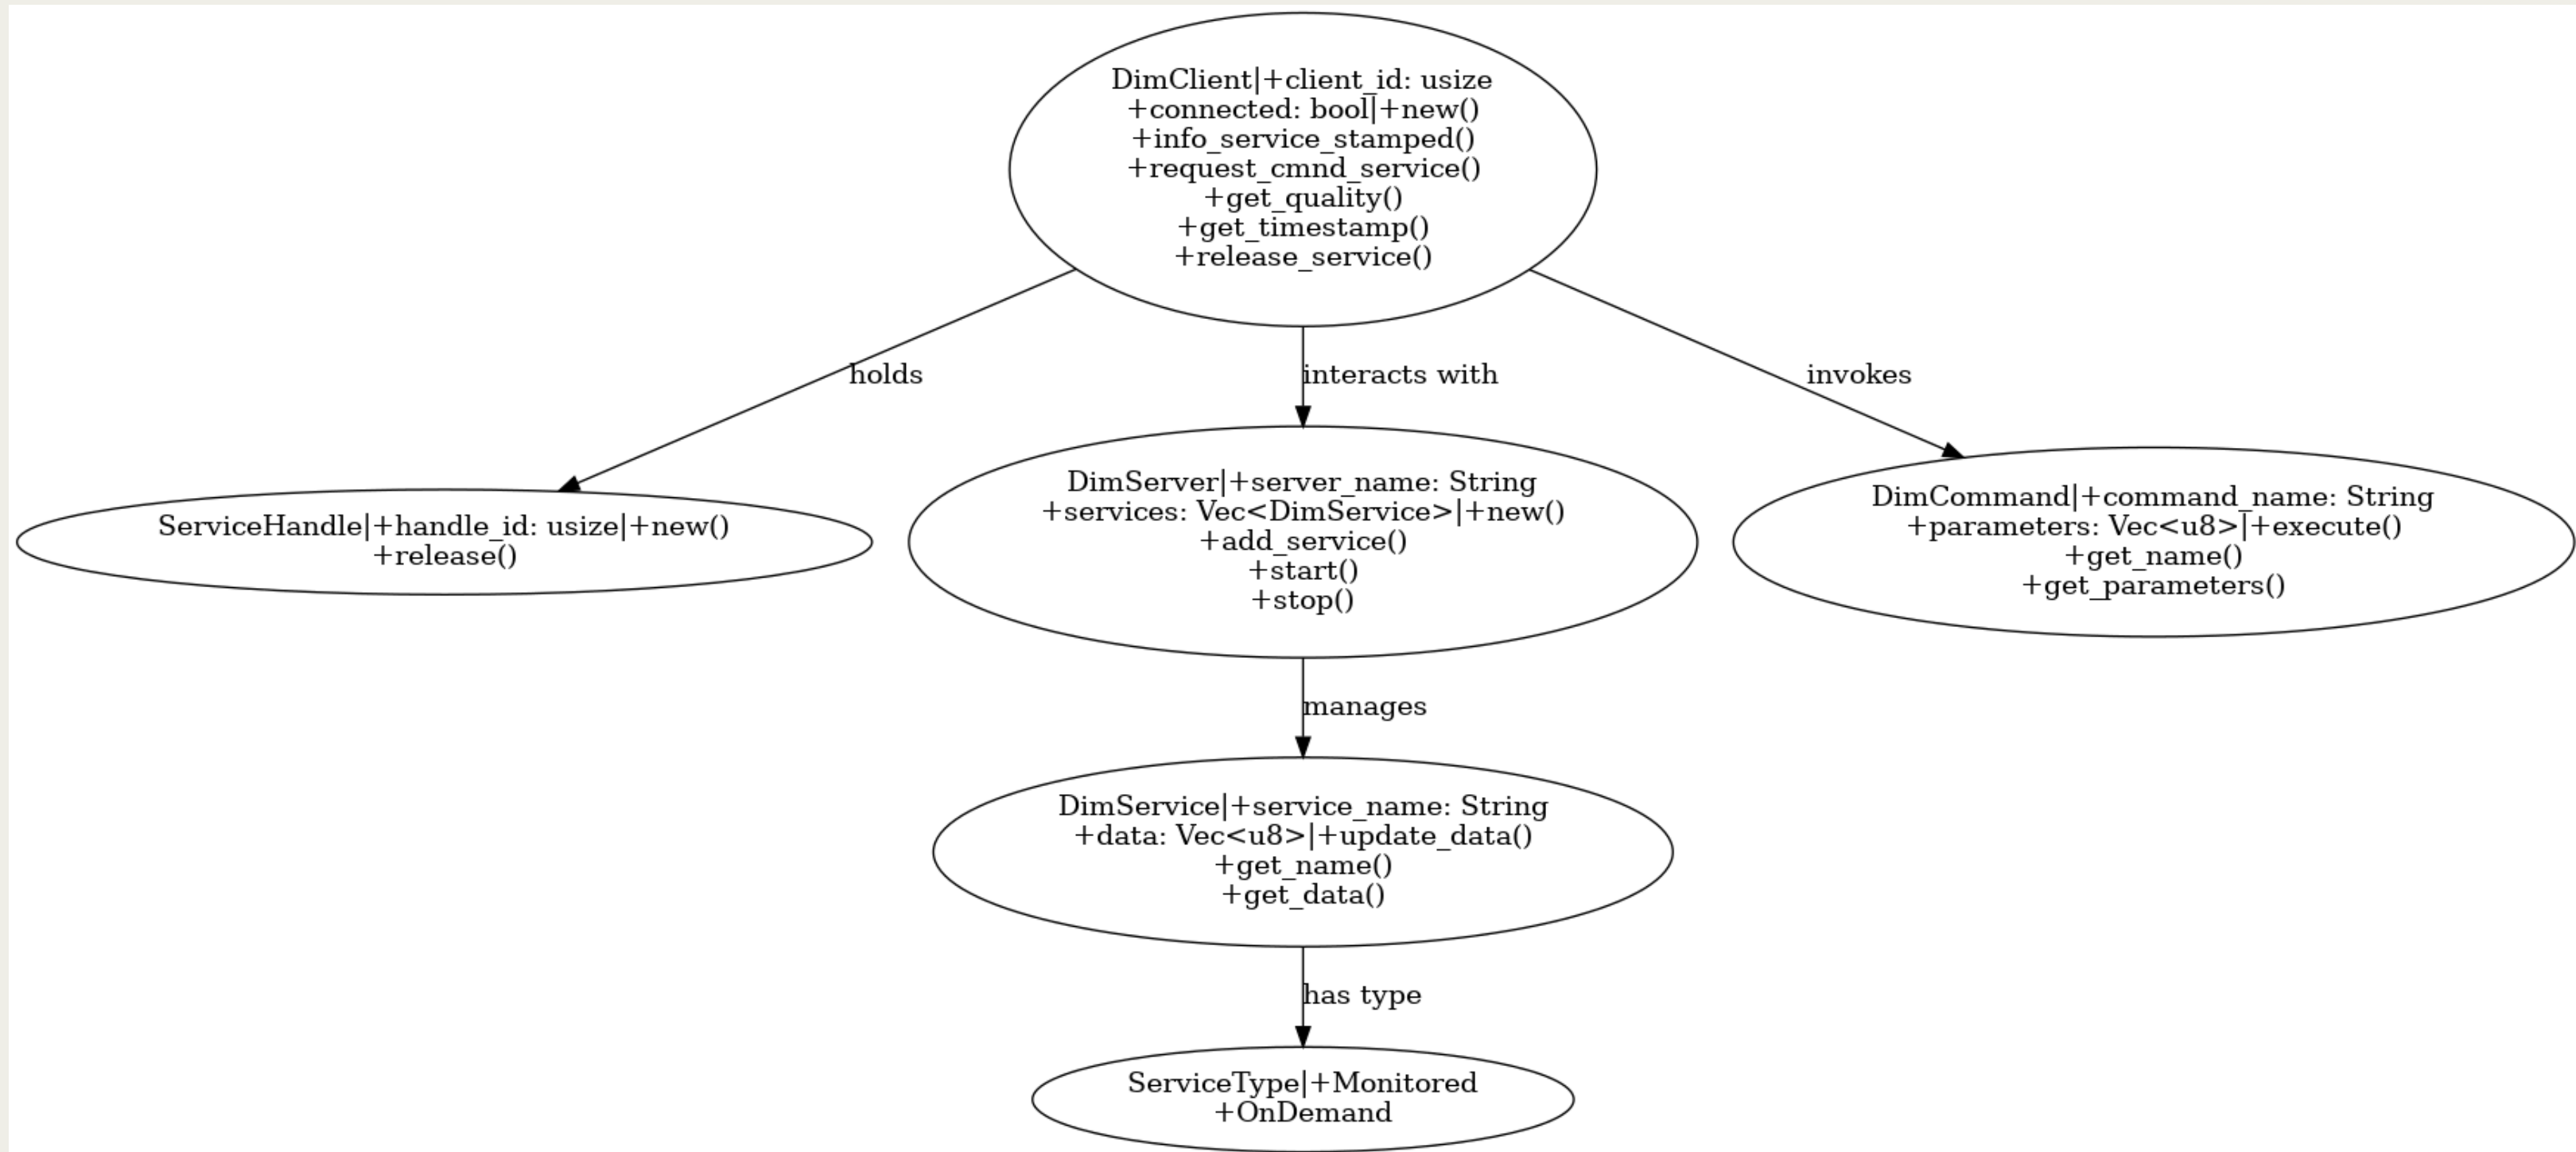 DimClient|+client_id: usize
+connected: bool|+new()
+info_service_stamped()
+request_cmnd_service()
+get_quality()
+get_timestamp()
+release_service()
holds
interacts with
invokes
ServiceHandle|+handle_id: usize|+new()
+release()
DimServer|+server_name: String
+services: Vec<DimService>|+new()
+add_service()
+start()
+stop()
DimCommand|+command_name: String
+parameters: Vec<u8>|+execute()
+get_name()
+get_parameters()
manages
DimService|+service_name: String
+data: Vec<u8>|+update_data()
+get_name()
+get_data()
has type
ServiceType|+Monitored
+OnDemand